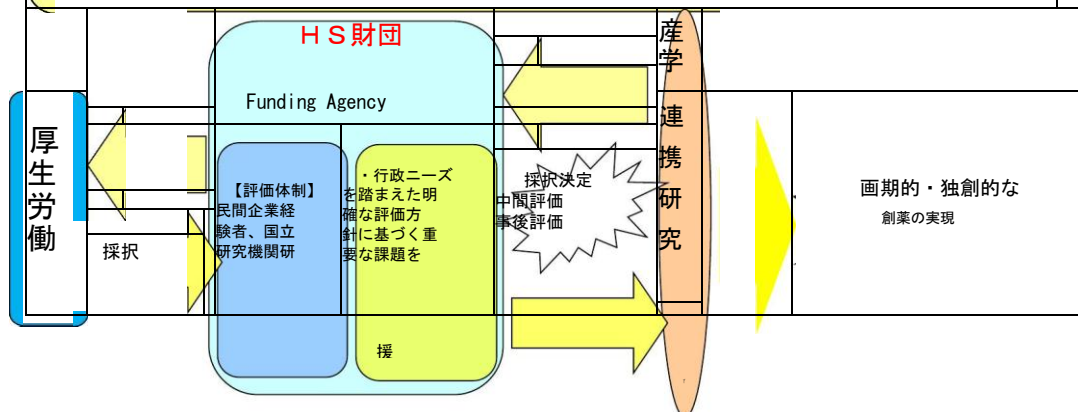 ＨＳ財団
Funding Agency
厚生労働
採択
【評価体制】
民間企業経
験者、国立
研究機関研
・行政ニーズ
を踏まえた明
確な評価方
針に基づく重
要な課題を
援
採択決定
中間評価
事後評価
産学連携研究
画期的・独創的な
創薬の実現